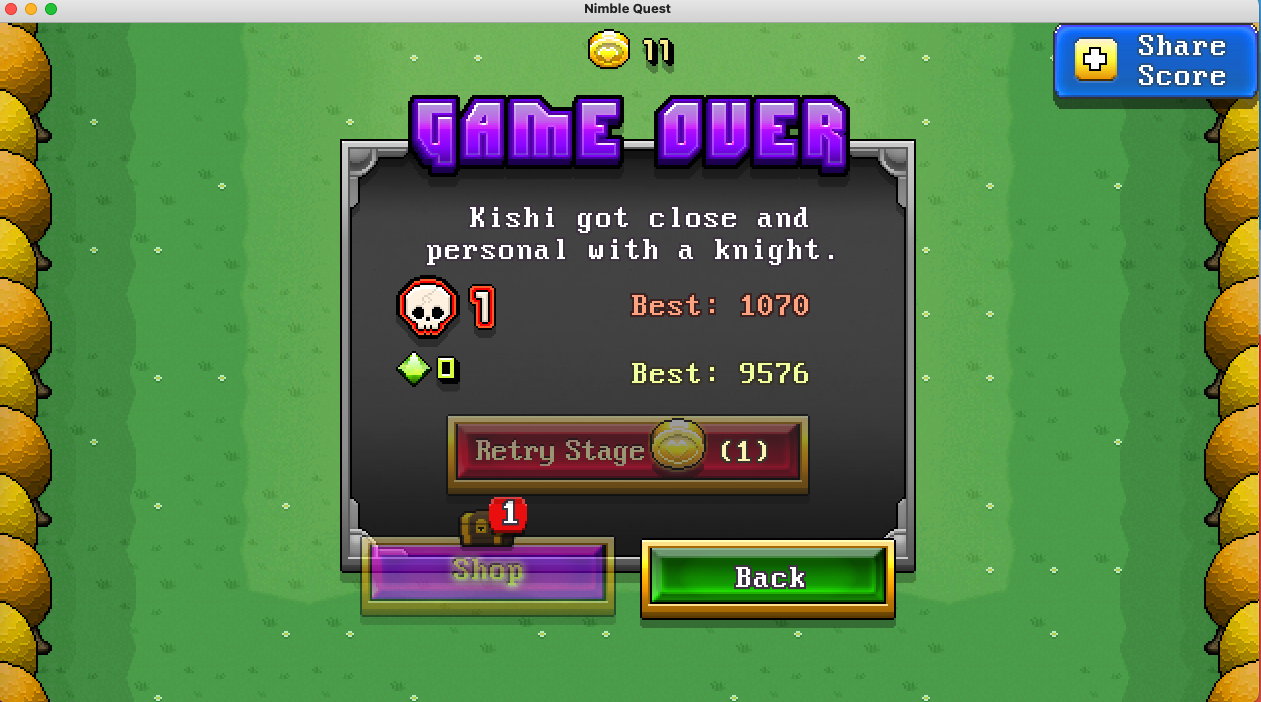 Nimble Quest
11
Share
Score
GAME OVER
Kishi got close and
personal with a knight.
1
Best: 1070
0
Best: 9576
Retry Stage (1)
1
Shop
Back